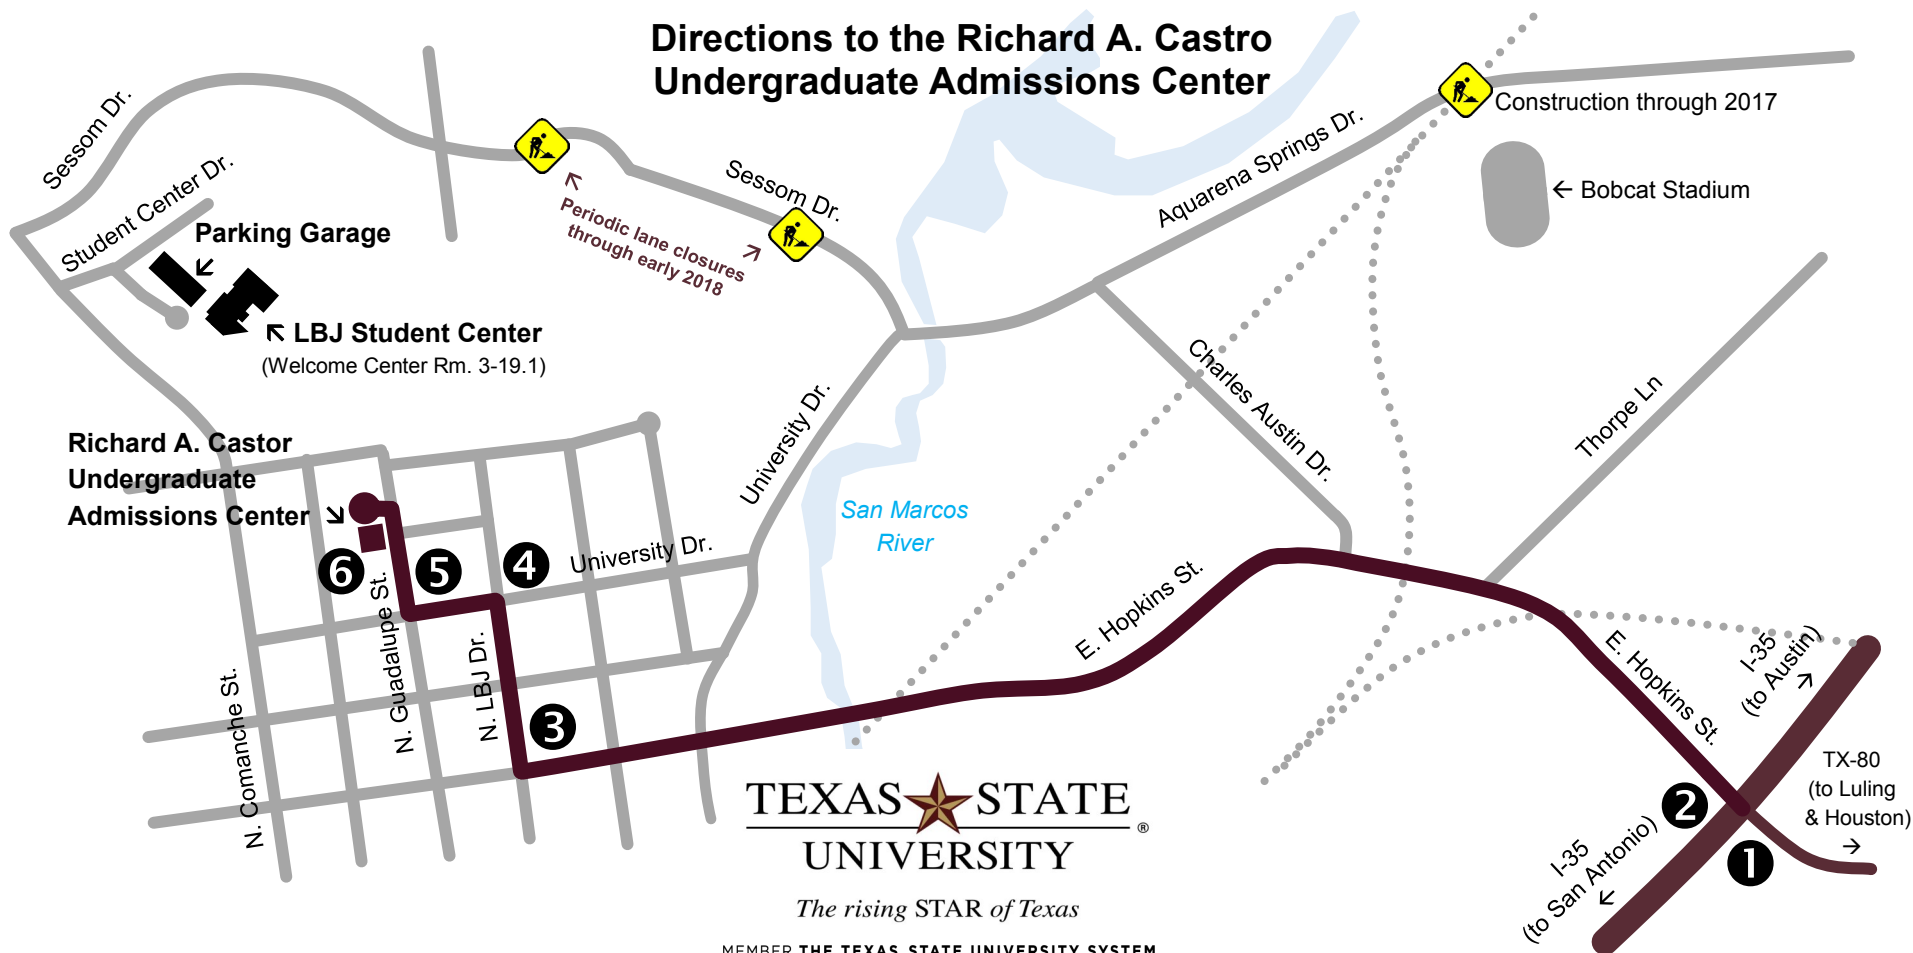 Directions to the Richard A. Castro
Undergraduate Admissions Center
Construction through 2017
← Bobcat Stadium
Sessom Dr.
Student Center Dr.
Parking Garage
LBJ Student Center
(Welcome Center Rm. 3-19.1)
Sessom Dr.
Periodic lane closures
through early 2018
Aquarena Springs Dr.
Charles Austin Dr.
Thorpe Ln
University Dr.
San Marcos
River
Richard A. Castor
Undergraduate
Admissions Center
6
5
4
University Dr.
N. Guadalupe St.
N. LBJ Dr.
N. Comanche St.
3
E. Hopkins St.
E. Hopkins St.
I-35
(to Austin)
TX-80
(to Luling
& Houston)
2
1
I-35
(to San Antonio)
TEXAS STATE
UNIVERSITY
®
The rising STAR of Texas
MEMBER THE TEXAS STATE UNIVERSITY SYSTEM